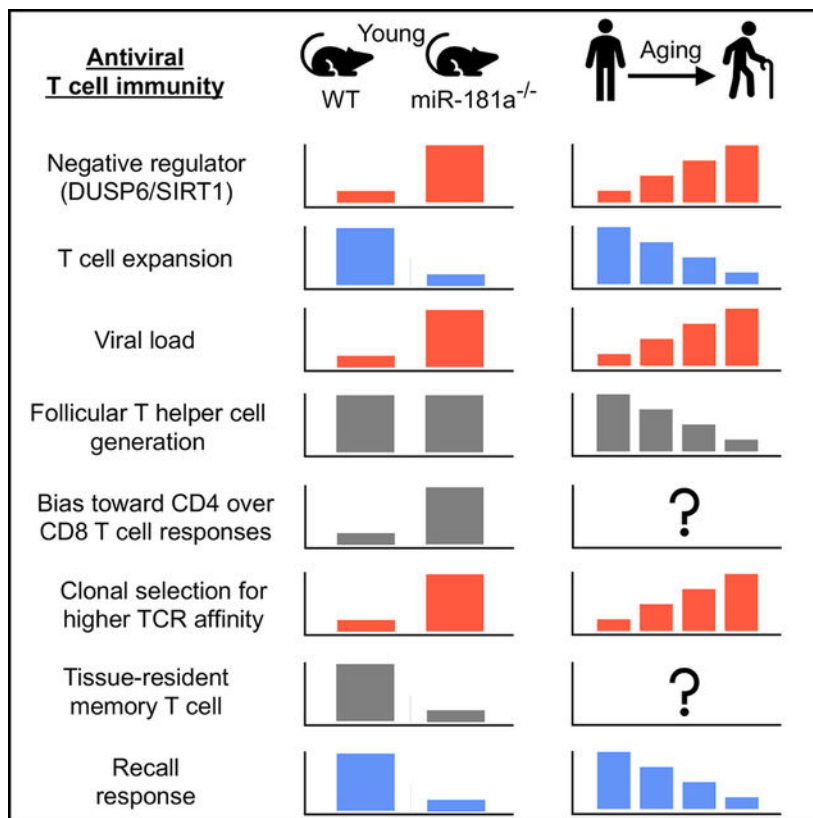 Antiviral
T cell immunity
Young
WT
miR-181a-/-
Aging
Negative regulator
(DUSP6/SIRT1)
T cell expansion
Viral load
Follicular T helper cell
generation
Bias toward CD4 over
CD8 T cell responses
?
Clonal selection for
higher TCR affinity
Tissue-resident
memory T cell
?
Recall
response